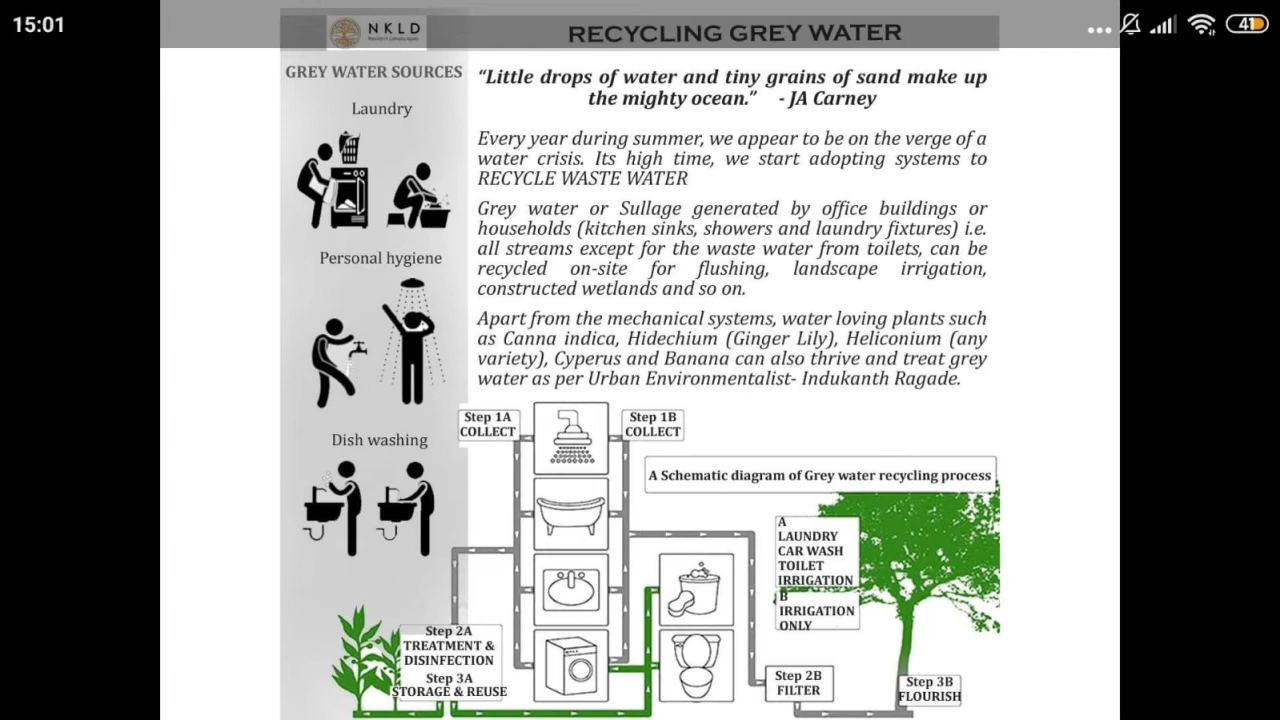 15:01
41
NKLD
RECYCLING GREY WATER
GREY WATER SOURCES
Laundry
Personal hygiene
Dish washing
“Little drops of water and tiny grains of sand make up
the mighty ocean.” - JA Carney
Every year during summer, we appear to be on the verge of a
water crisis. Its high time, we start adopting systems to
RECYCLE WASTE WATER
Grey water or Sullage generated by office buildings or
households (kitchen sinks, showers and laundry fixtures) i.e.
all streams except for the waste water from toilets, can be
recycled on-site for flushing, landscape irrigation,
constructed wetlands and so on.
Apart from the mechanical systems, water loving plants such
as Canna indica, Hidechium (Ginger Lily), Heliconium (any
variety), Cyperus and Banana can also thrive and treat grey
water as per Urban Environmentalist- Indukanth Ragade.
Step 1A
COLLECT
Step 1B
COLLECT
A Schematic diagram of Grey water recycling process
A
LAUNDRY
CAR WASH
TOILET
IRRIGATION
B
IRRIGATION
ONLY
Step 2A
TREATMENT &
DISINFECTION
Step 3A
STORAGE & REUSE
Step 2B
FILTER
Step 3B
FLOURISH